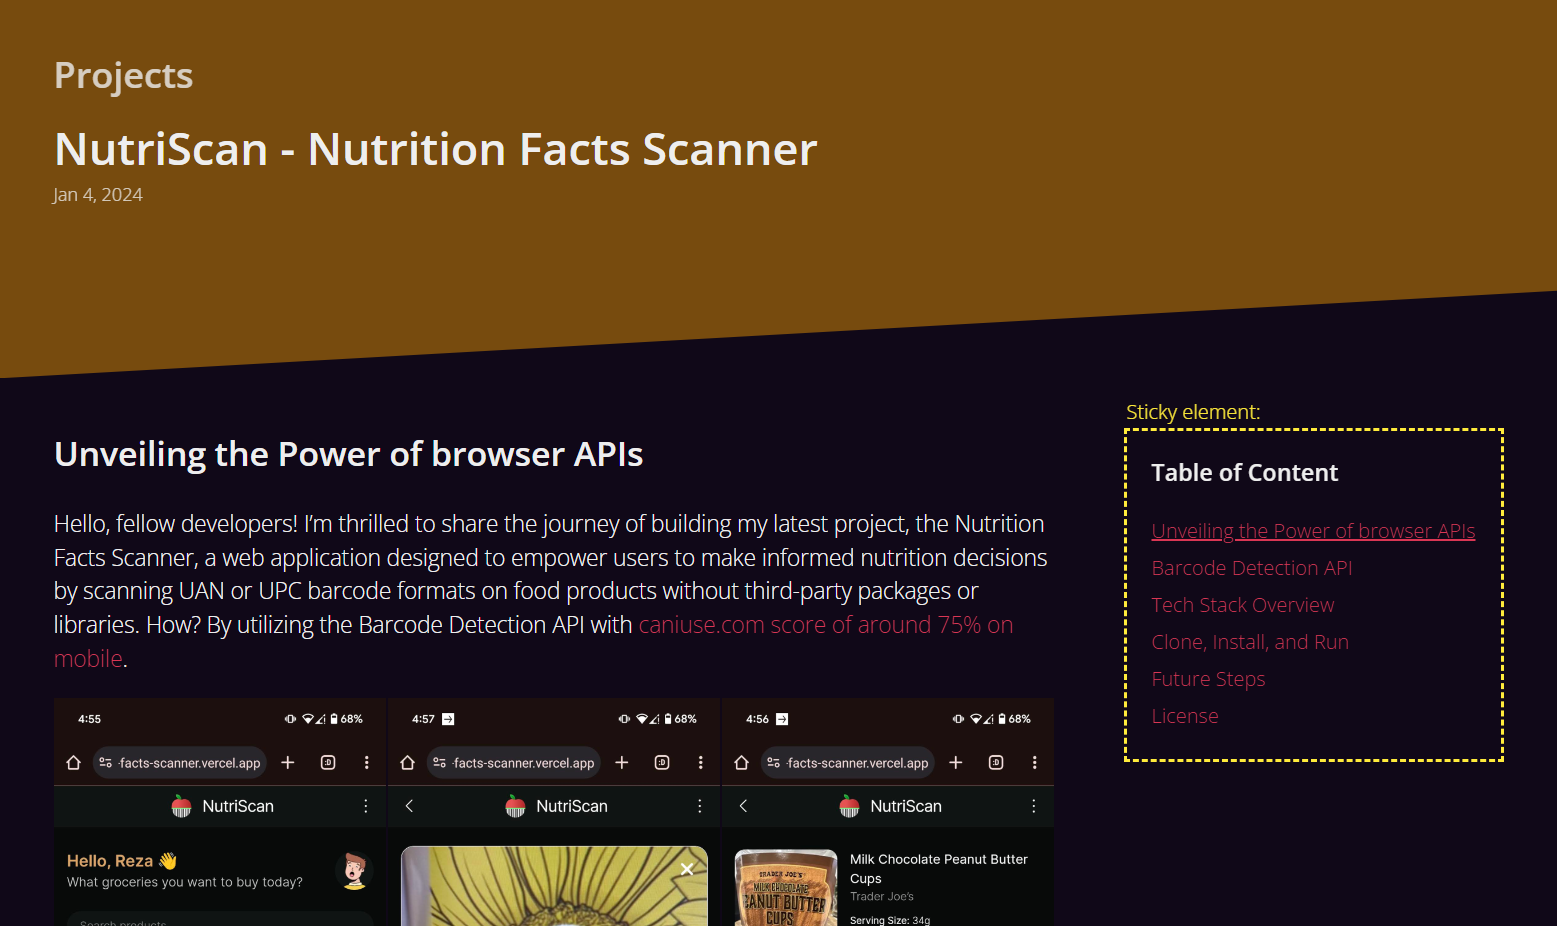 Projects
NutriScan - Nutrition Facts Scanner
Jan 4, 2024
Unveiling the Power of browser APIs
Hello, fellow developers! I’m thrilled to share the journey of building my latest project, the Nutrition
Facts Scanner, a web application designed to empower users to make informed nutrition decisions
by scanning UAN or UPC barcode formats on food products without third-party packages or
libraries. How? By utilizing the Barcode Detection API with caniuse.com score of around 75% on
mobile.
Sticky element:
Table of Content
Unveiling the Power of browser APIs
Barcode Detection API
Tech Stack Overview
Clone, Install, and Run
Future Steps
License
4:55
68%
-facts-scanner.vercel.app
:D
NutriScan
Hello, Reza 👋
What groceries you want to buy today?
Search products
4:57
68%
-facts-scanner.vercel.app
:D
NutriScan
4:56
68%
-facts-scanner.vercel.app
:D
NutriScan
TRADER JOE'S
MILK CHOCOLATE
PEANUT BUTTER
CUPS
Milk Chocolate Peanut Butter
Cups
Trader Joe's
Serving Size: 34g